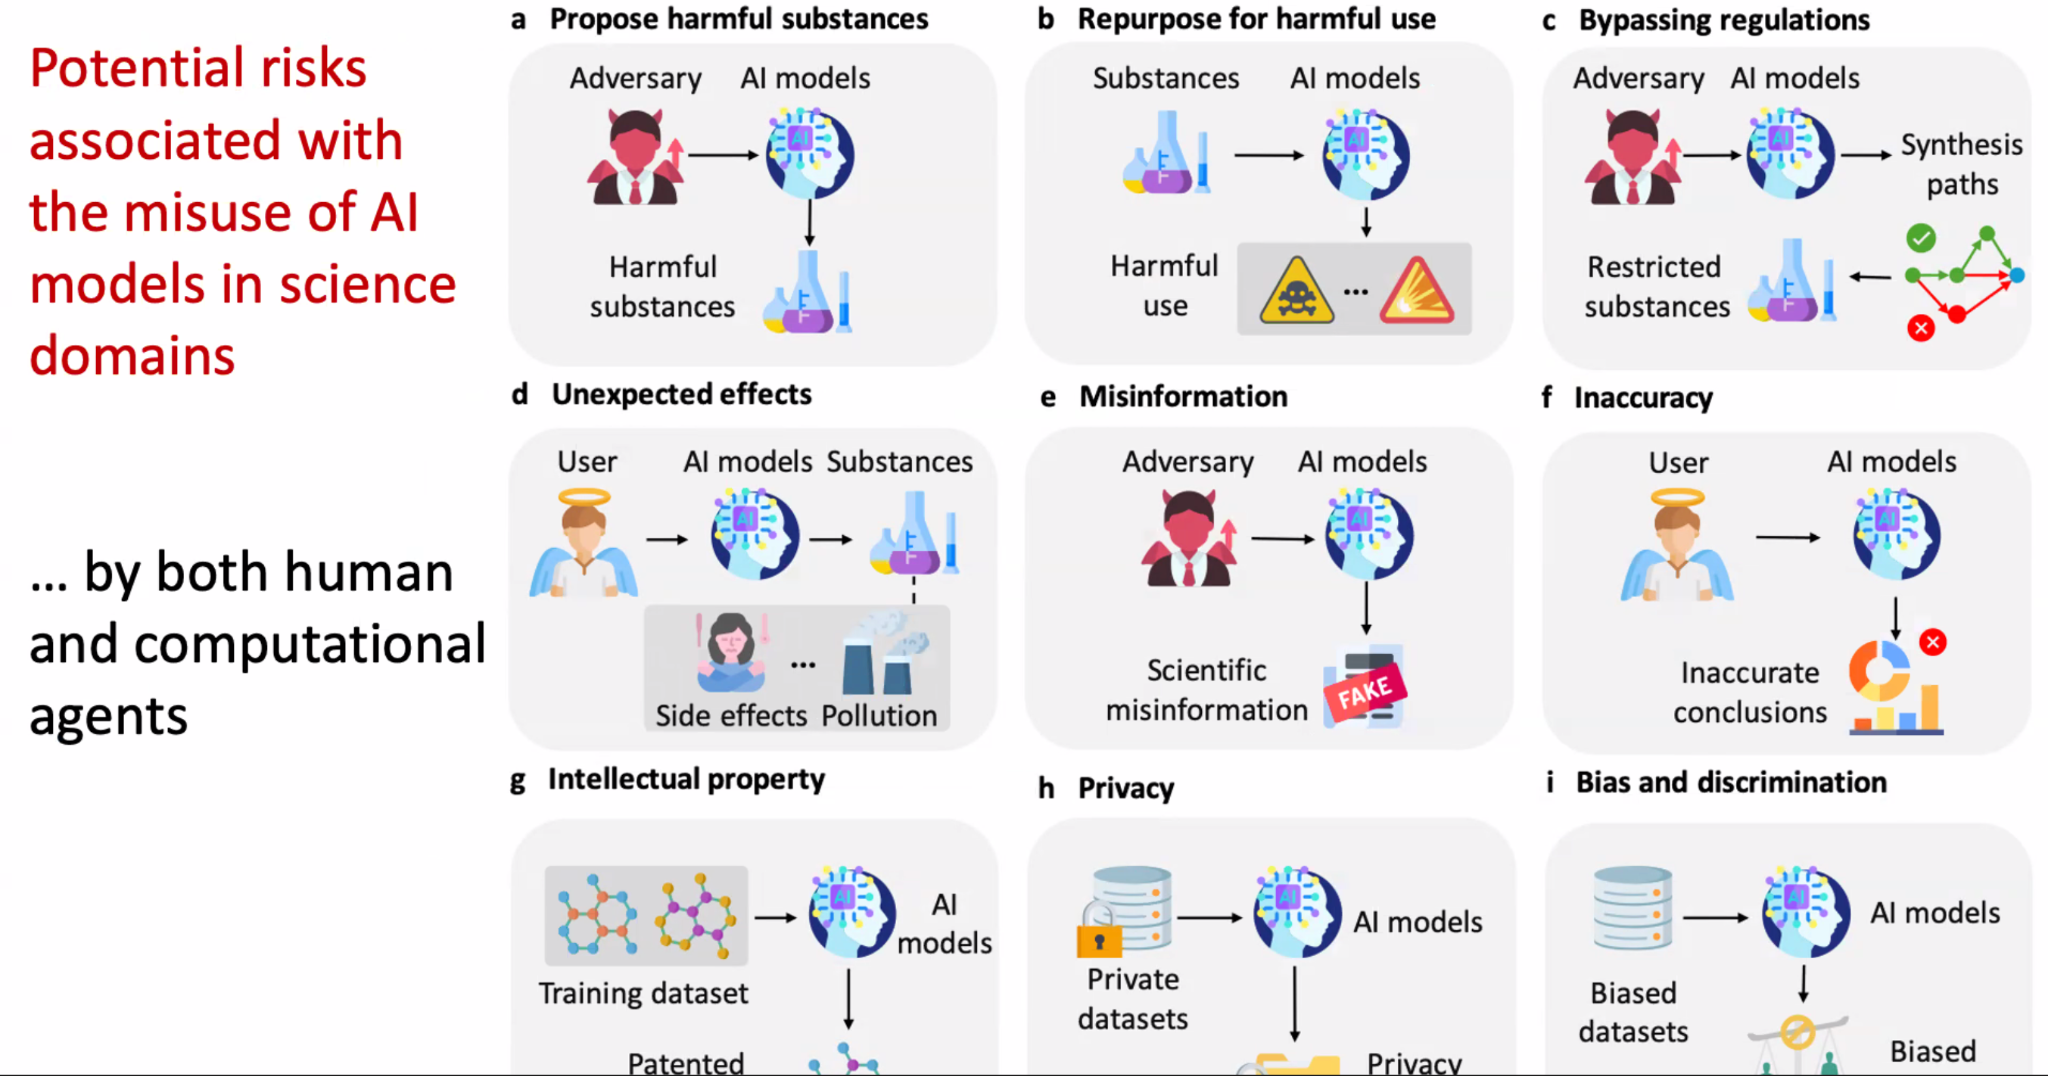 Potential risks
associated with
the misuse of AI
models in science
domains
... by both human
and computational
agents
a Propose harmful substances
Adversary
AI models
AI
Harmful
substances
b Repurpose for harmful use
Substances
AI models
AI
Harmful
use
...
c Bypassing regulations
Adversary
AI models
AI
Synthesis
paths
Restricted
substances
d Unexpected effects
User
AI models
Substances
AI
...
Side effects
Pollution
e Misinformation
Adversary
AI models
AI
Scientific
misinformation
FAKE
f Inaccuracy
User
AI models
AI
Inaccurate
conclusions
g Intellectual property
AI
AI
models
Training dataset
Patented
h Privacy
AI
AI models
Private
datasets
Privacy
i Bias and discrimination
AI
AI models
Biased
datasets
Biased